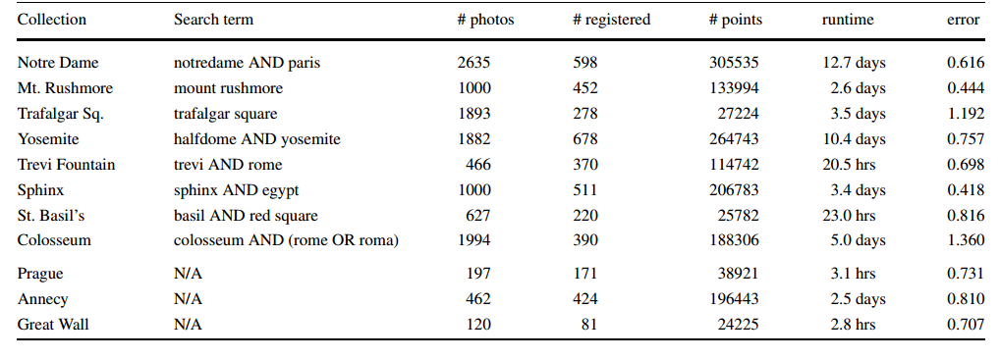 Collection Search term # photos # registered # points runtime error
Notre Dame notredame AND paris 2635 598 305535 12.7 days 0.616
Mt. Rushmore mount rushmore 1000 452 133994 2.6 days 0.444
Trafalgar Sq. trafalgar square 1893 278 27224 3.5 days 1.192
Yosemite halfdome AND yosemite 1882 678 264743 10.4 days 0.757
Trevi Fountain trevi AND rome 466 370 114742 20.5 hrs 0.698
Sphinx sphinx AND egypt 1000 511 206783 3.4 days 0.418
St. Basil’s basil AND red square 627 220 25782 23.0 hrs 0.816
Colosseum colosseum AND (rome OR roma) 1994 390 188306 5.0 days 1.360
Prague N/A 197 171 38921 3.1 hrs 0.731
Annecy N/A 462 424 196443 2.5 days 0.810
Great Wall N/A 120 81 24225 2.8 hrs 0.707